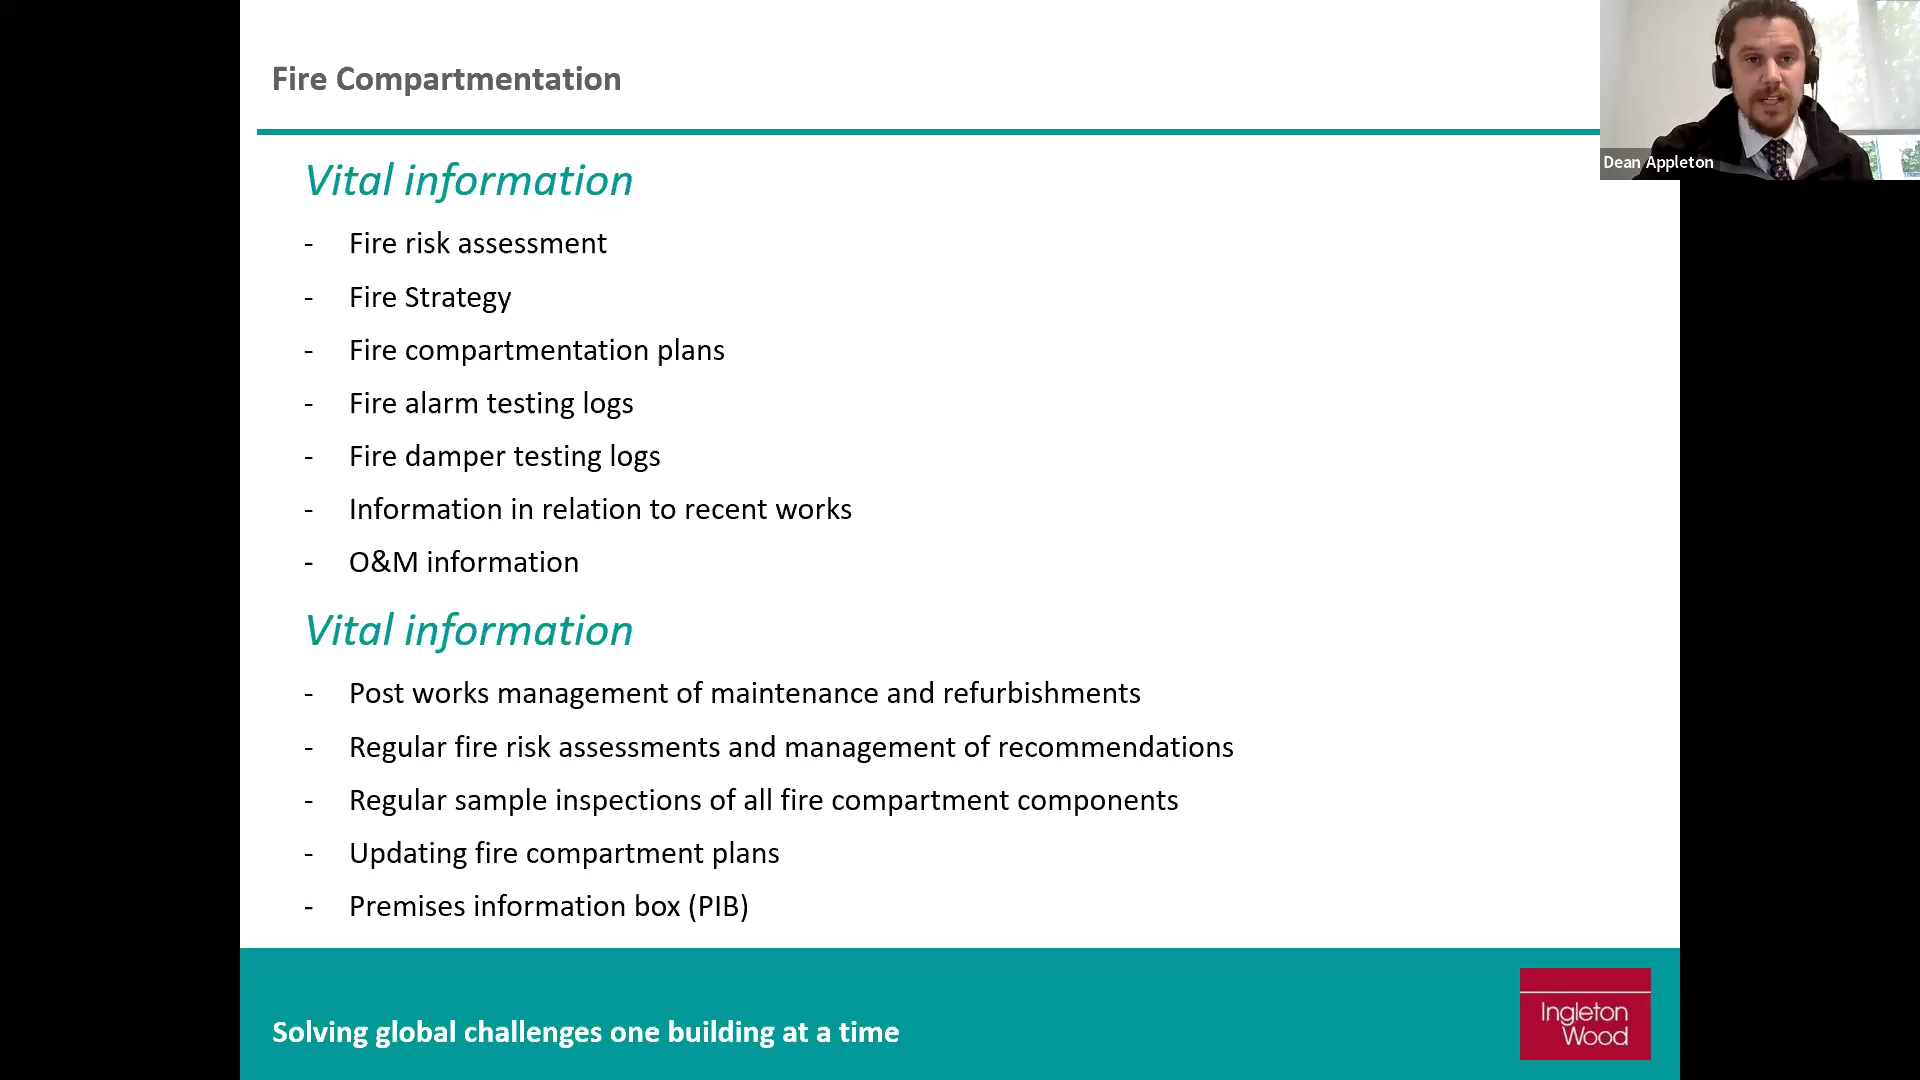 Fire Compartmentation
Dean Appleton
Vital information
- Fire risk assessment
- Fire Strategy
- Fire compartmentation plans
- Fire alarm testing logs
- Fire damper testing logs
- Information in relation to recent works
- O&M information
Vital information
- Post works management of maintenance and refurbishments
- Regular fire risk assessments and management of recommendations
- Regular sample inspections of all fire compartment components
- Updating fire compartment plans
- Premises information box (PIB)
Solving global challenges one building at a time
Ingleton
Wood